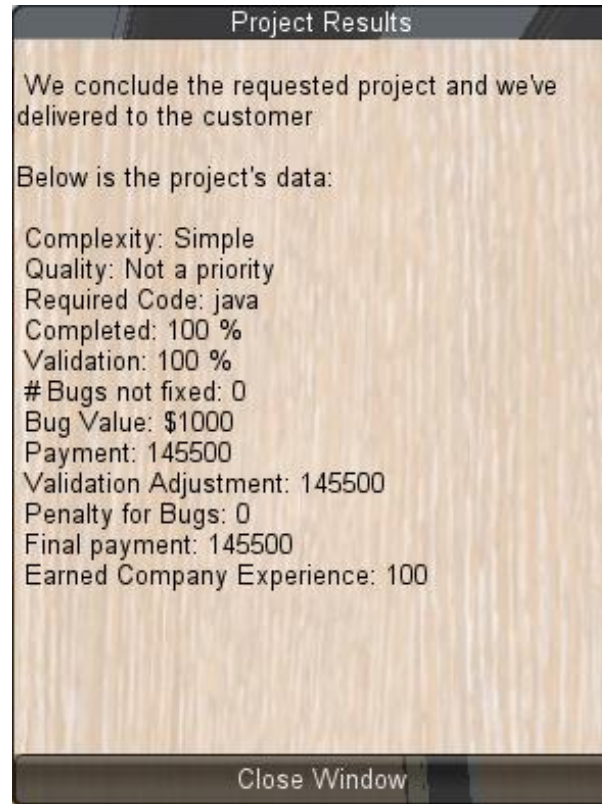 Project Results
We conclude the requested project and we've
delivered to the customer
Below is the project's data:
Complexity: Simple
Quality: Not a priority
Required Code: java
Completed: 100 %
Validation: 100 %
# Bugs not fixed: 0
Bug Value: $1000
Payment: 145500
Validation Adjustment: 145500
Penalty for Bugs: 0
Final payment: 145500
Earned Company Experience: 100
Close Window